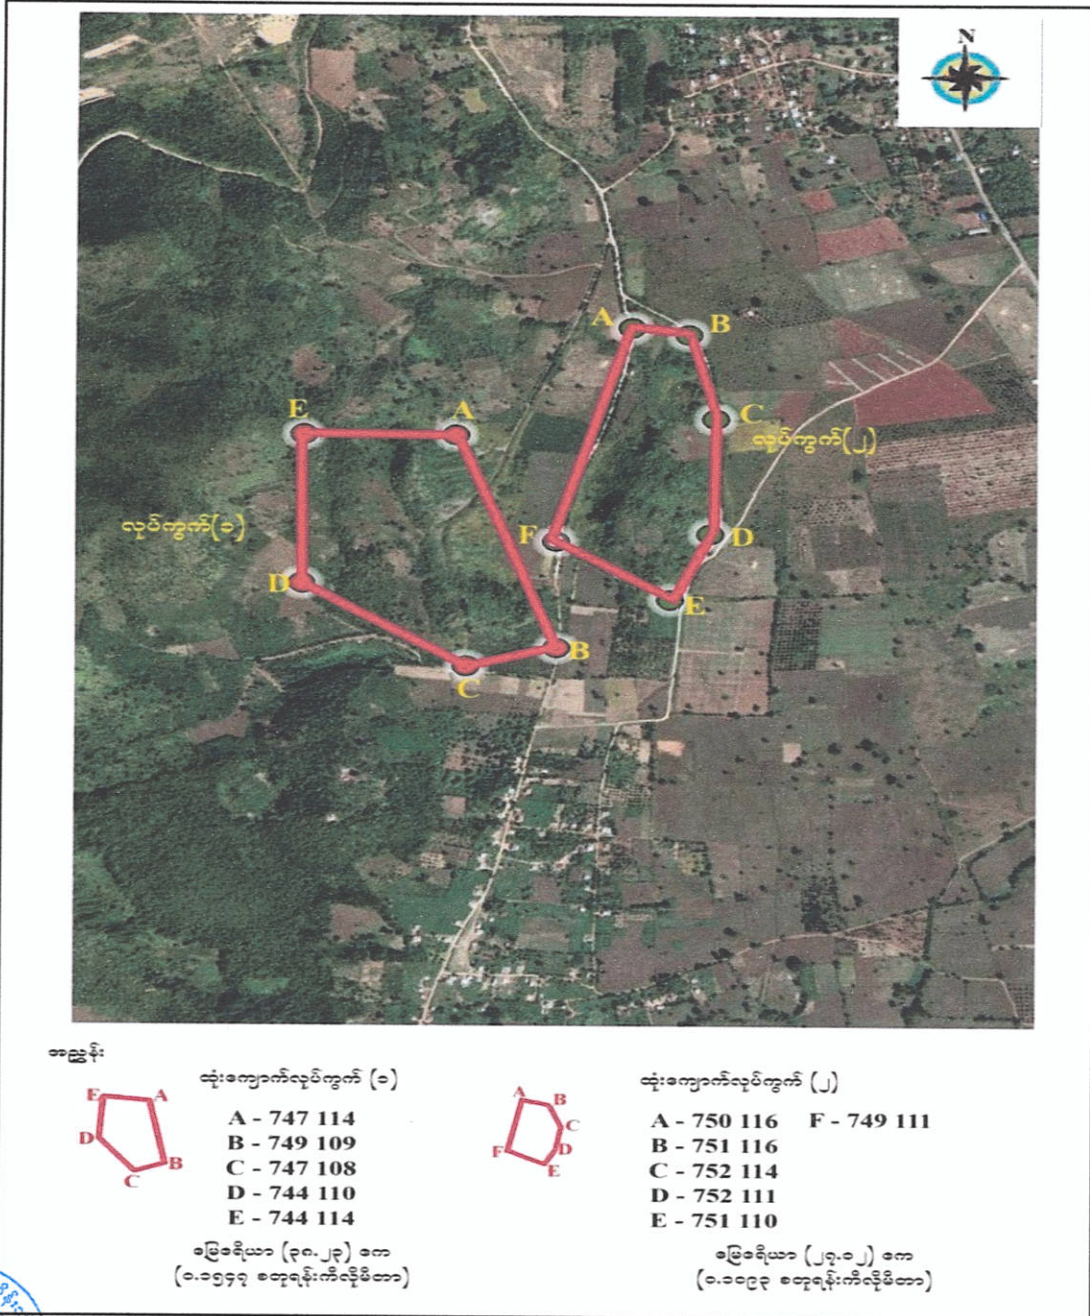 N
A B
C
လုပ်ကွက်(၂)
E A
လုပ်ကွက်(၁)
F D
D E
B
C
အညွှန်း
ထုံးကျောက်လုပ်ကွက် (၁)
E A
D
B
C
A - 747 114
B - 749 109
C - 747 108
D - 744 110
E - 744 114
မြေဧရိယာ (၃၈.၂၃) ဧက
(၀.၁၅၄၇ စတုရန်းကီလိုမီတာ)
ထုံးကျောက်လုပ်ကွက် (၂)
A B
C
D
F E
A - 750 116 F - 749 111
B - 751 116
C - 752 114
D - 752 111
E - 751 110
မြေဧရိယာ (၂၇.၀၂) ဧက
(၀.၁၀၉၃ စတုရန်းကီလိုမီတာ)